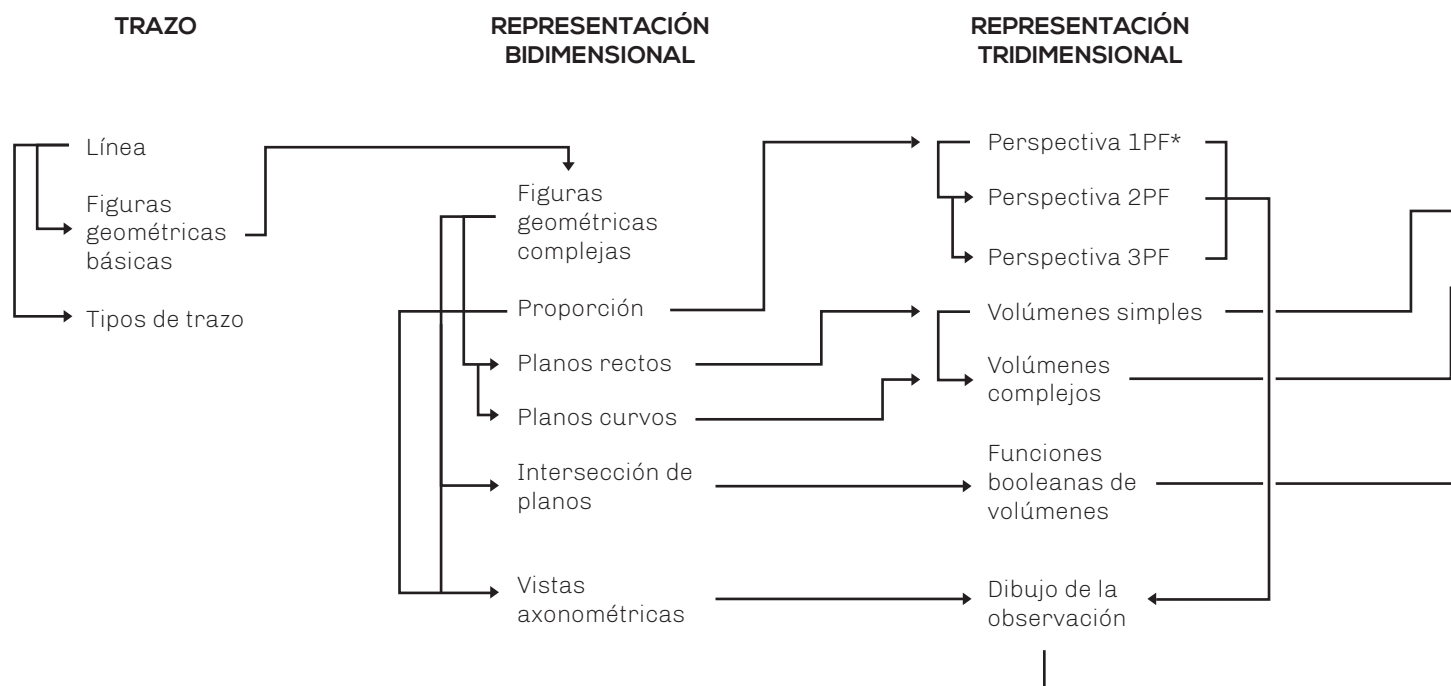 TRAZO
Línea
Figuras
geométricas
básicas
Tipos de trazo
REPRESENTACIÓN
BIDIMENSIONAL
Figuras
geométricas
complejas
Proporción
Planos rectos
Planos curvos
Intersección de
planos
Vistas
axonométricas
REPRESENTACIÓN
TRIDIMENSIONAL
Perspectiva 1PF*
Perspectiva 2PF
Perspectiva 3PF
Volúmenes simples
Volúmenes
complejos
Funciones
booleanas de
volúmenes
Dibujo de la
observación